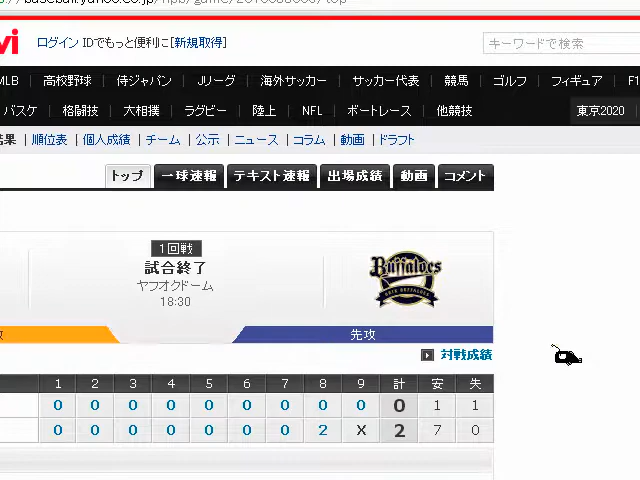 baseball.yahoo.co.jp/npb/game/
ログイン IDでもっと便利に[新規取得]
キーワードで検索
MLB 高校野球 侍ジャパン Jリーグ 海外サッカー サッカー代表 競馬 ゴルフ フィギュア F1
バスケ 格闘技 大相撲 ラグビー 陸上 NFL ボートレース 他競技 東京2020
結果 順位表 個人成績 チーム 公示 ニュース コラム 動画 ドラフト
トップ 一球速報 テキスト速報 出場成績 動画 コメント
1回戦
試合終了
ヤフオクドーム
18:30
Buffaloes
ORIX BUFFALOES
先攻
対戦成績
1 2 3 4 5 6 7 8 9 計 安 失
0 0 0 0 0 0 0 0 0 0 1 1
0 0 0 0 0 0 0 2 X 2 7 0